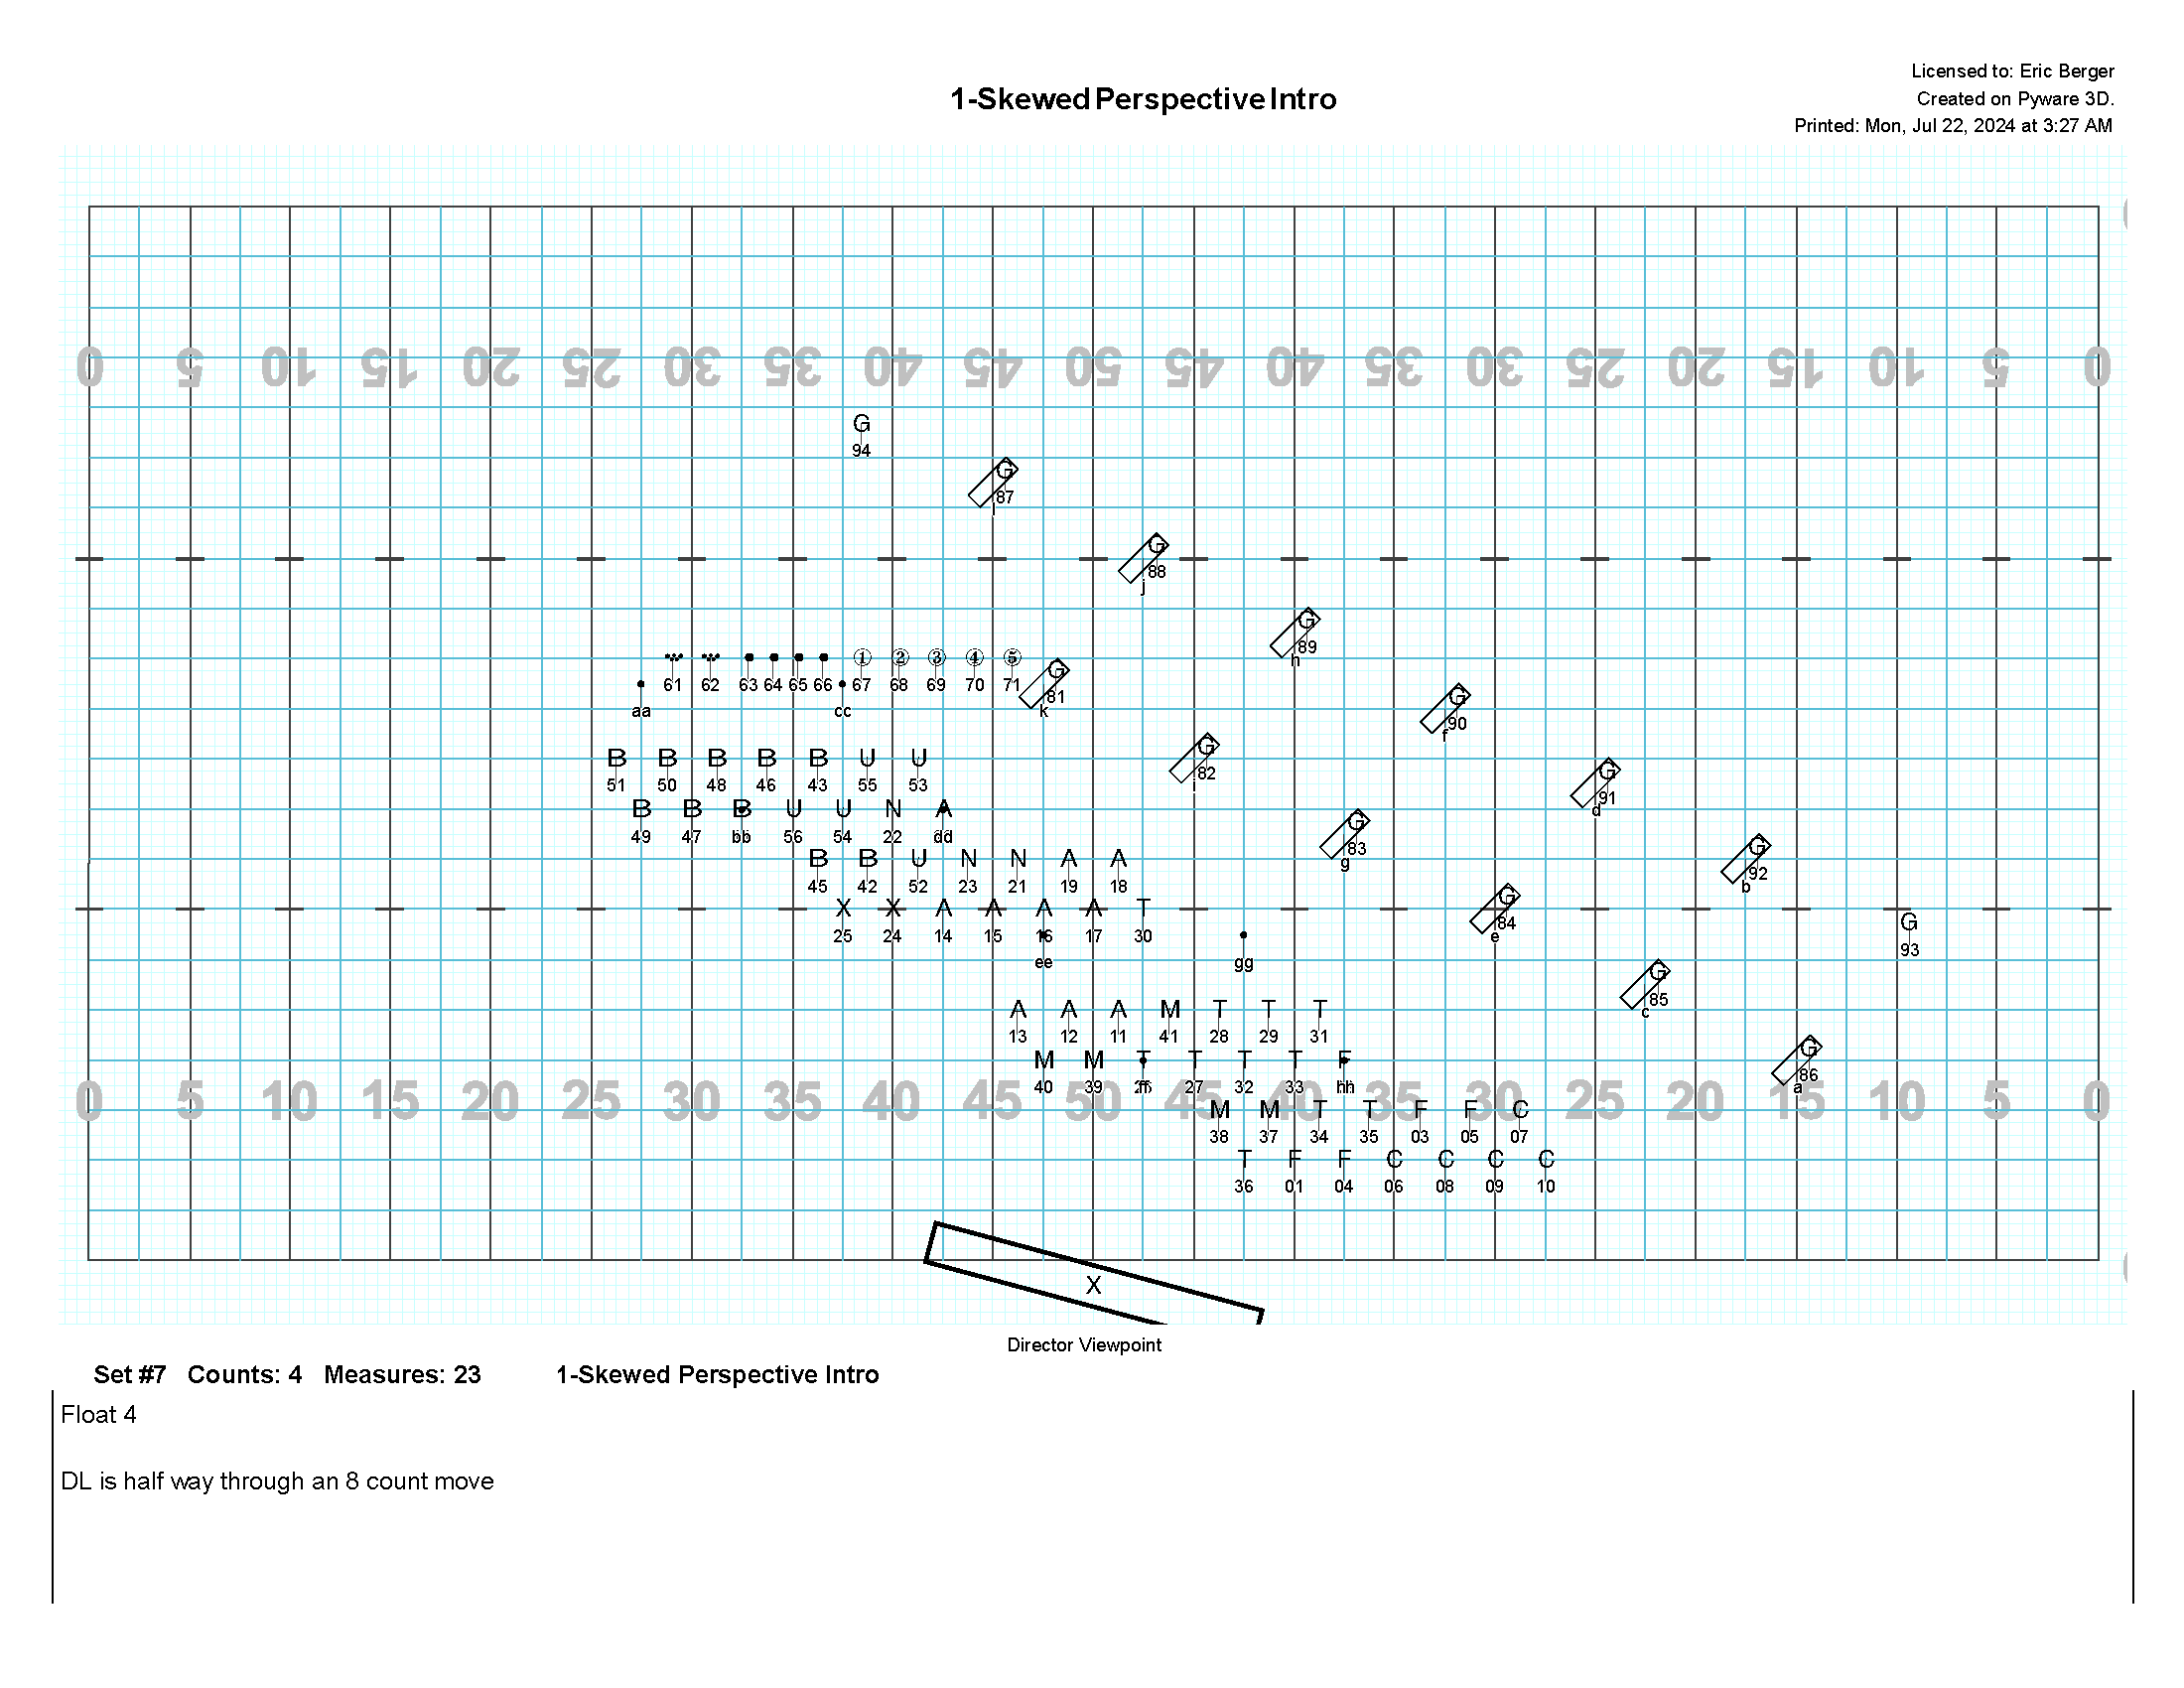 Licensed to: Eric Berger
1-Skewed Perspective Intro
Created on Pyware 3D.
Printed: Mon, Jul 22, 2024 at 3:27 AM
0 5 10 15 20 25 30 35 40 45 50 45 40 35 30 25 20 15 10 5 0
G
94
G
87
G
88
j
G
89
h
① ② ③ ④ ⑤ G
61 62 63 64 65 66 67 68 69 70 71 81
aa cc k
G
90
f
B B B B B U U G
51 50 48 46 43 55 53 82
i
G
91
d
B B B U U N A G
49 47 bb 56 54 22 dd 83
g
G
92
b
B B U N N A A
45 42 52 23 21 19 18
G
84
e
X X A A A A T G
25 24 14 15 16 17 30 93
ee gg
G
85
c
A A A M T T T
13 12 11 41 28 29 31
G
86
a
M M T T T T F
40 39 ff 27 32 33 hh
0 5 10 15 20 25 30 35 40 45 50 45 40 35 30 25 20 15 10 5 0
M M T T F F C
38 37 34 35 03 05 07
T F F C C C C
36 01 04 06 08 09 10
X
Director Viewpoint
Set #7 Counts: 4 Measures: 23 1-Skewed Perspective Intro
Float 4
DL is half way through an 8 count move